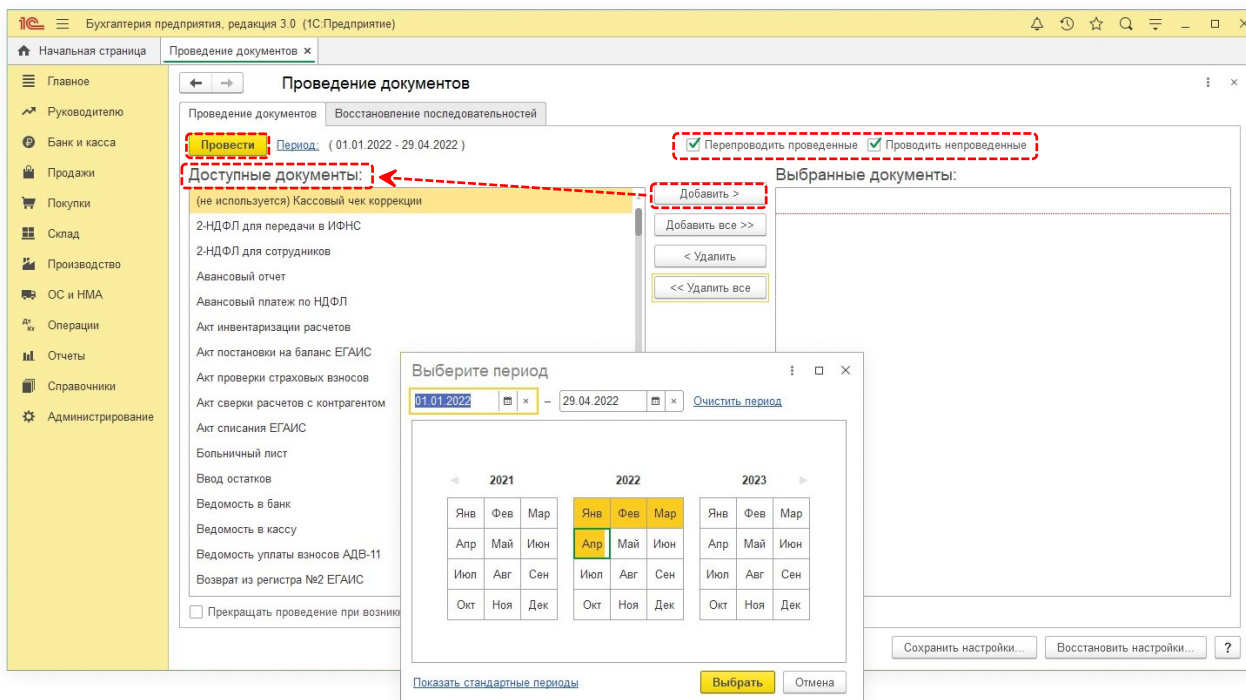 1С Бухгалтерия предприятия, редакция 3.0 (1С:Предприятие)
Начальная страница
Проведение документов ×
Главное
Руководителю
Банк и касса
Продажи
Покупки
Склад
Производство
ОС и НМА
Операции
Отчеты
Справочники
Администрирование
Проведение документов
Проведение документов
Восстановление последовательностей
Провести Период: ( 01.01.2022 - 29.04.2022 )
Перепроводить проведенные Проводить непроведенные
Доступные документы:
(не используется) Кассовый чек коррекции
2-НДФЛ для передачи в ИФНС
2-НДФЛ для сотрудников
Авансовый отчет
Авансовый платеж по НДФЛ
Акт инвентаризации расчетов
Акт постановки на баланс ЕГАИС
Акт проверки страховых взносов
Акт сверки расчетов с контрагентом
Акт списания ЕГАИС
Больничный лист
Ввод остатков
Ведомость в банк
Ведомость в кассу
Ведомость уплаты взносов АДВ-11
Возврат из регистра №2 ЕГАИС
Прекращать проведение при
Добавить >
Добавить все >>
< Удалить
<< Удалить все
Выбранные документы:
Выберите период
01.01.2022 – 29.04.2022 Очистить период
2021 2022 2023
Янв Фев Мар Янв Фев Мар Янв Фев Мар
Апр Май Июн Апр Май Июн Апр Май Июн
Июл Авг Сен Июл Авг Сен Июл Авг Сен
Окт Ноя Дек Окт Ноя Дек Окт Ноя Дек
Показать стандартные периоды
Выбрать Отмена
Сохранить настройки... Восстановить настройки... ?